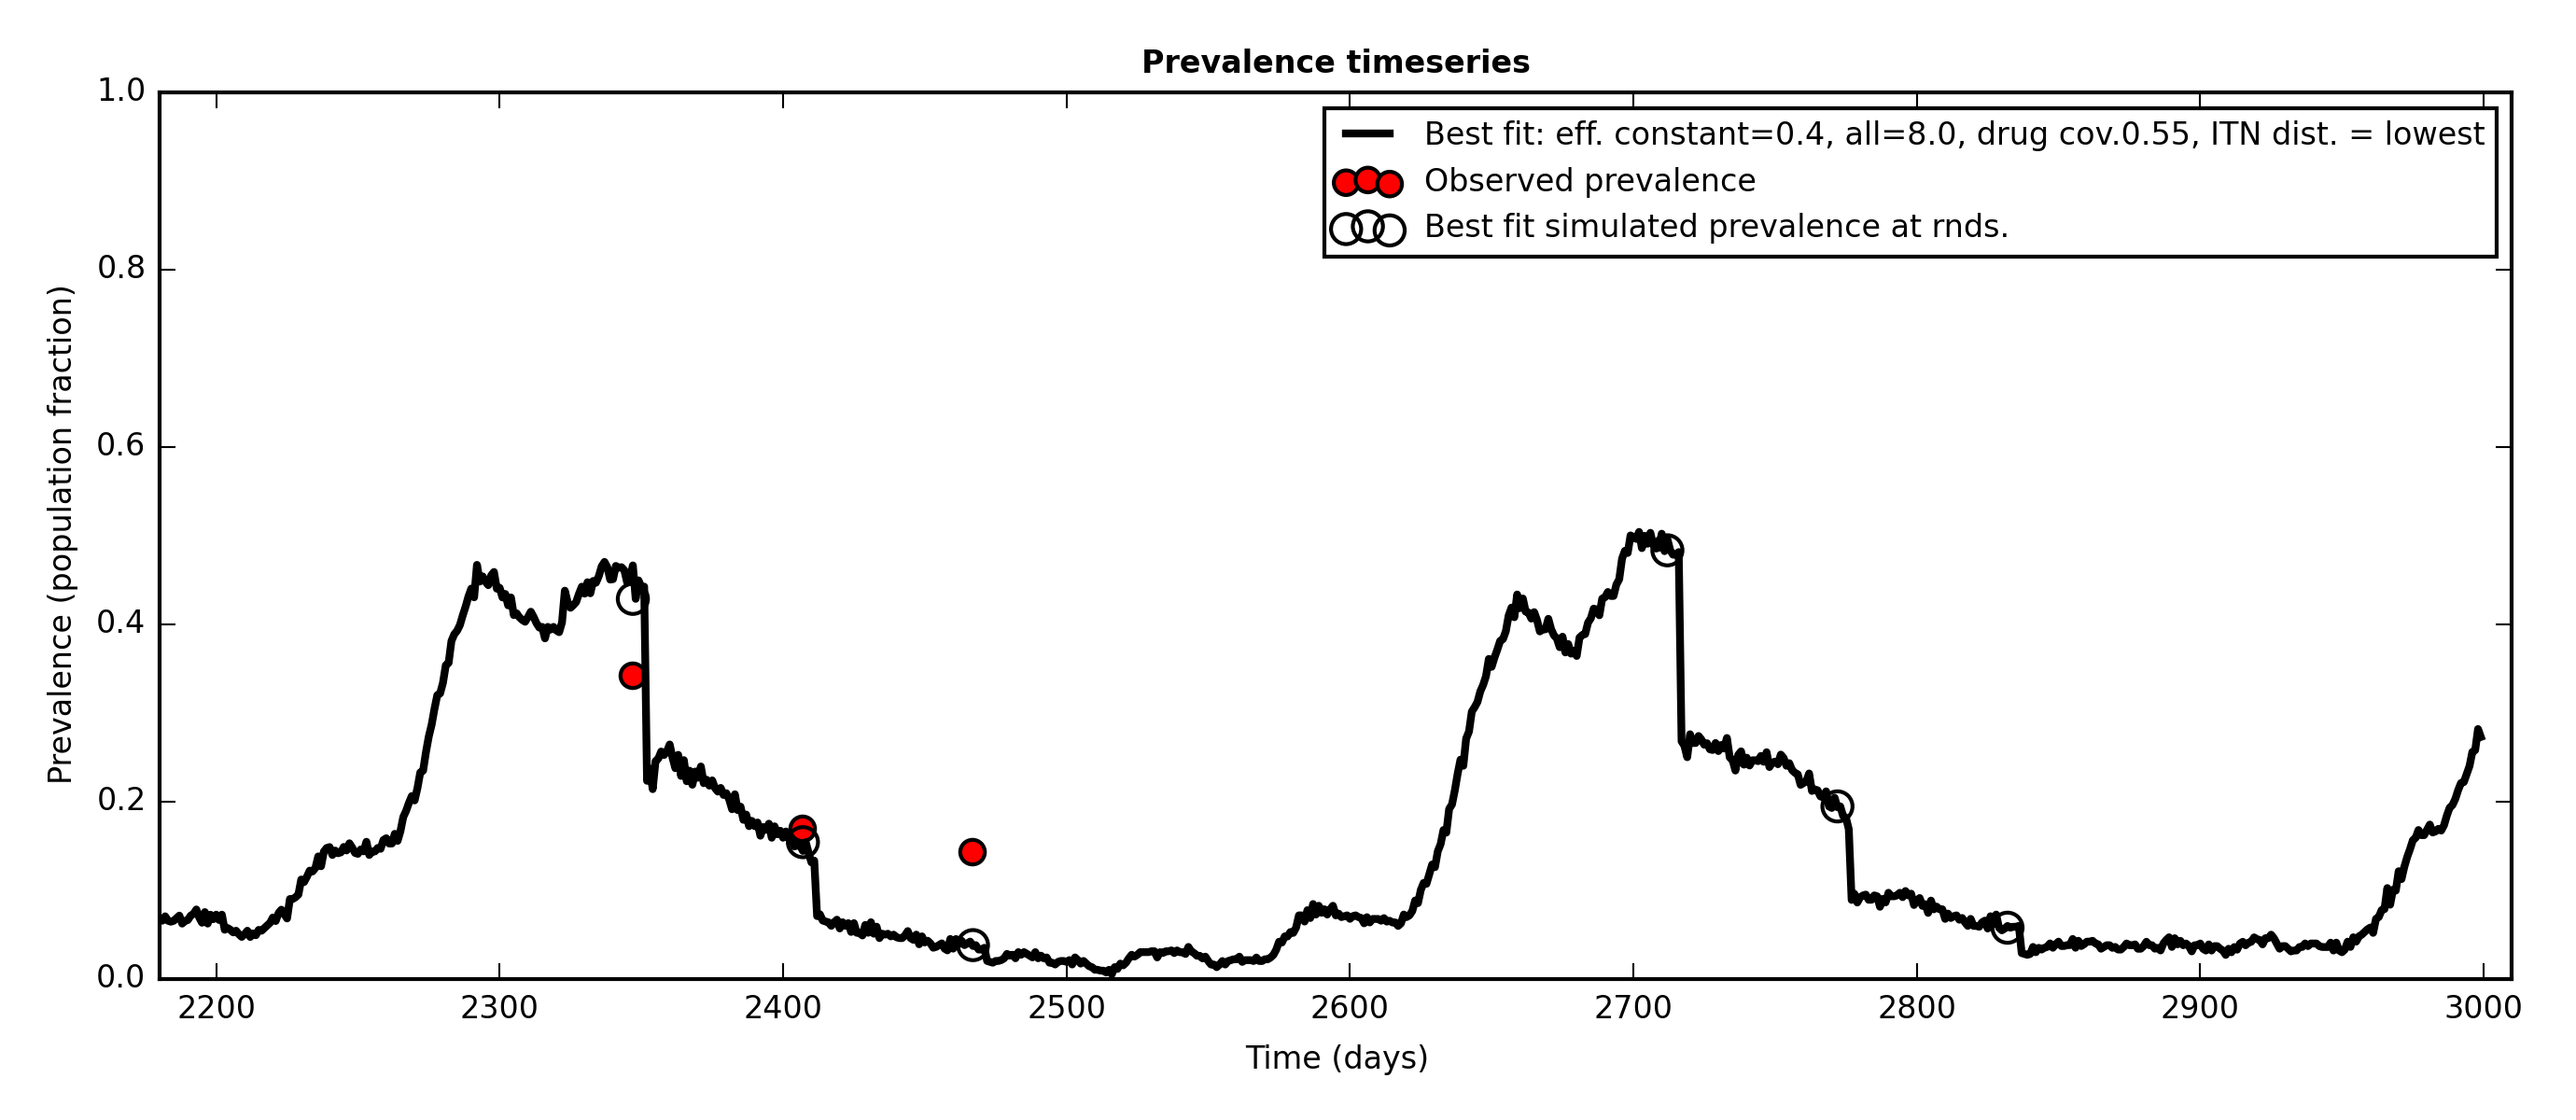 Prevalence timeseries
1.0
0.8
0.6
0.4
0.2
0.0
Prevalence (population fraction)
Best fit: eff. constant=0.4, all=8.0, drug cov.0.55, ITN dist. = lowest
Observed prevalence
Best fit simulated prevalence at rnds.
2200 2300 2400 2500 2600 2700 2800 2900 3000
Time (days)